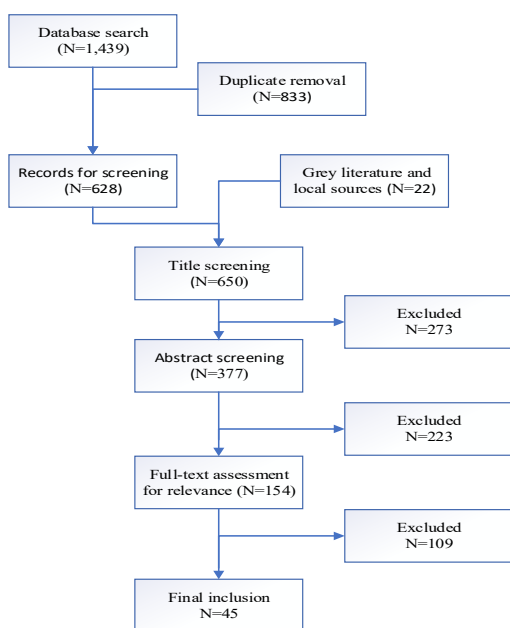 Database search
(N=1,439)
Duplicate removal
(N=833)
Records for screening
(N=628)
Grey literature and
local sources (N=22)
Title screening
(N=650)
Excluded
N=273
Abstract screening
(N=377)
Excluded
N=223
Full-text assessment
for relevance (N=154)
Excluded
N=109
Final inclusion
N=45